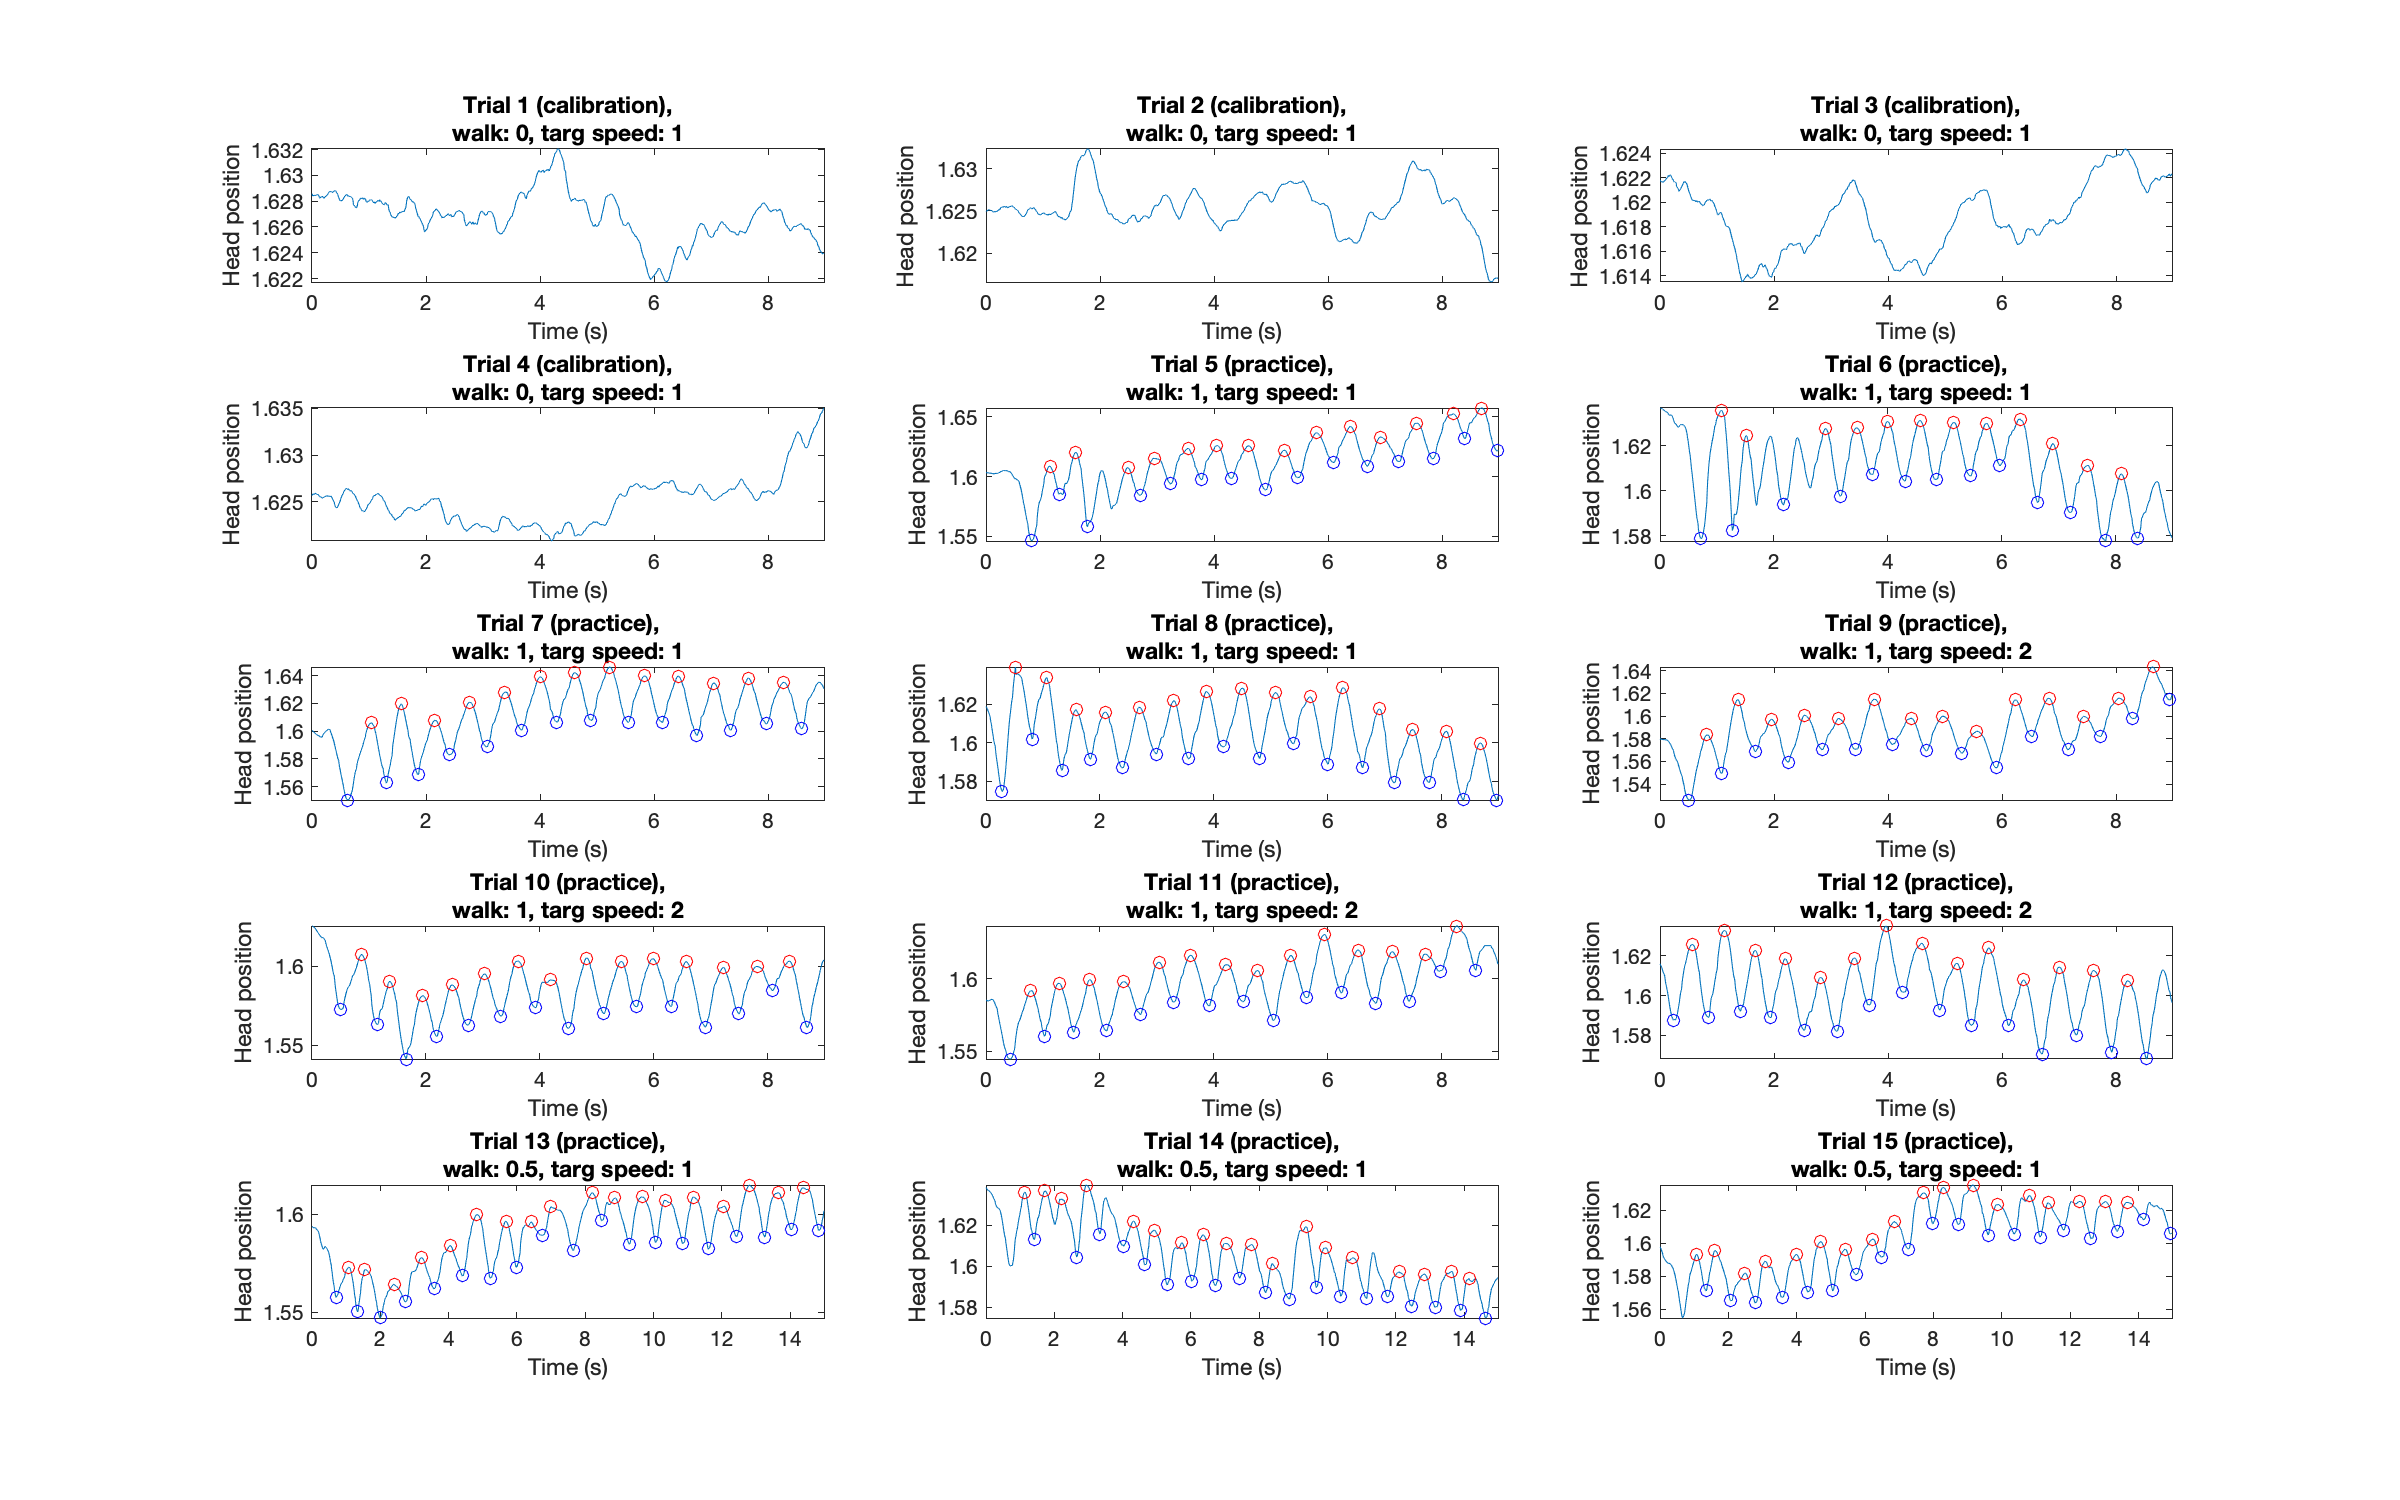 Trial 1 (calibration),
walk: 0, targ speed: 1
1.632
1.63
1.628
1.626
1.624
1.622
Head position
0 2 4 6 8
Time (s)
Trial 2 (calibration),
walk: 0, targ speed: 1
1.63
1.625
1.62
Head position
0 2 4 6 8
Time (s)
Trial 3 (calibration),
walk: 0, targ speed: 1
1.624
1.622
1.62
1.618
1.616
1.614
Head position
0 2 4 6 8
Time (s)
Trial 4 (calibration),
walk: 0, targ speed: 1
1.635
1.63
1.625
Head position
0 2 4 6 8
Time (s)
Trial 5 (practice),
walk: 1, targ speed: 1
1.65
1.6
1.55
Head position
0 2 4 6 8
Time (s)
Trial 6 (practice),
walk: 1, targ speed: 1
1.62
1.6
1.58
Head position
0 2 4 6 8
Time (s)
Trial 7 (practice),
walk: 1, targ speed: 1
1.64
1.62
1.6
1.58
1.56
Head position
0 2 4 6 8
Time (s)
Trial 8 (practice),
walk: 1, targ speed: 1
1.62
1.6
1.58
Head position
0 2 4 6 8
Time (s)
Trial 9 (practice),
walk: 1, targ speed: 2
1.64
1.62
1.6
1.58
1.56
1.54
Head position
0 2 4 6 8
Time (s)
Trial 10 (practice),
walk: 1, targ speed: 2
1.6
1.55
Head position
0 2 4 6 8
Time (s)
Trial 11 (practice),
walk: 1, targ speed: 2
1.6
1.55
Head position
0 2 4 6 8
Time (s)
Trial 12 (practice),
walk: 1, targ speed: 2
1.62
1.6
1.58
Head position
0 2 4 6 8
Time (s)
Trial 13 (practice),
walk: 0.5, targ speed: 1
1.6
1.55
Head position
0 2 4 6 8 10 12 14
Time (s)
Trial 14 (practice),
walk: 0.5, targ speed: 1
1.62
1.6
1.58
Head position
0 2 4 6 8 10 12 14
Time (s)
Trial 15 (practice),
walk: 0.5, targ speed: 1
1.62
1.6
1.58
1.56
Head position
0 2 4 6 8 10 12 14
Time (s)